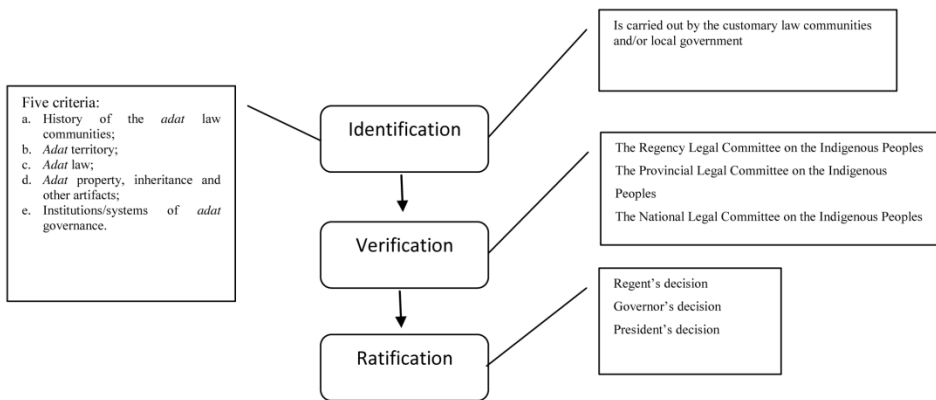 Is carried out by the customary law communities
and/or local government
Five criteria:
a. History of the adat law
communities;
b. Adat territory;
c. Adat law;
d. Adat property, inheritance and
other artifacts;
e. Institutions/systems of adat
governance.
Identification
The Regency Legal Committee on the Indigenous Peoples
The Provincial Legal Committee on the Indigenous
Peoples
The National Legal Committee on the Indigenous Peoples
Verification
Regent's decision
Governor's decision
President's decision
Ratification